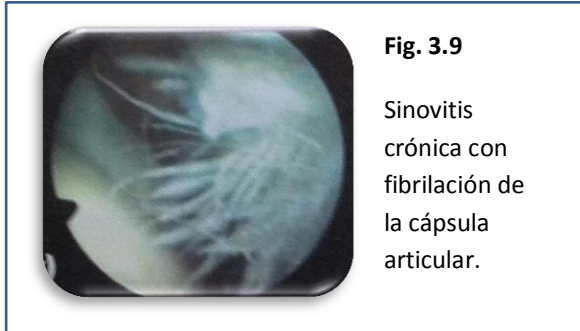 Fig. 3.9
Sinovitis
crónica con
fibrilación de
la cápsula
articular.